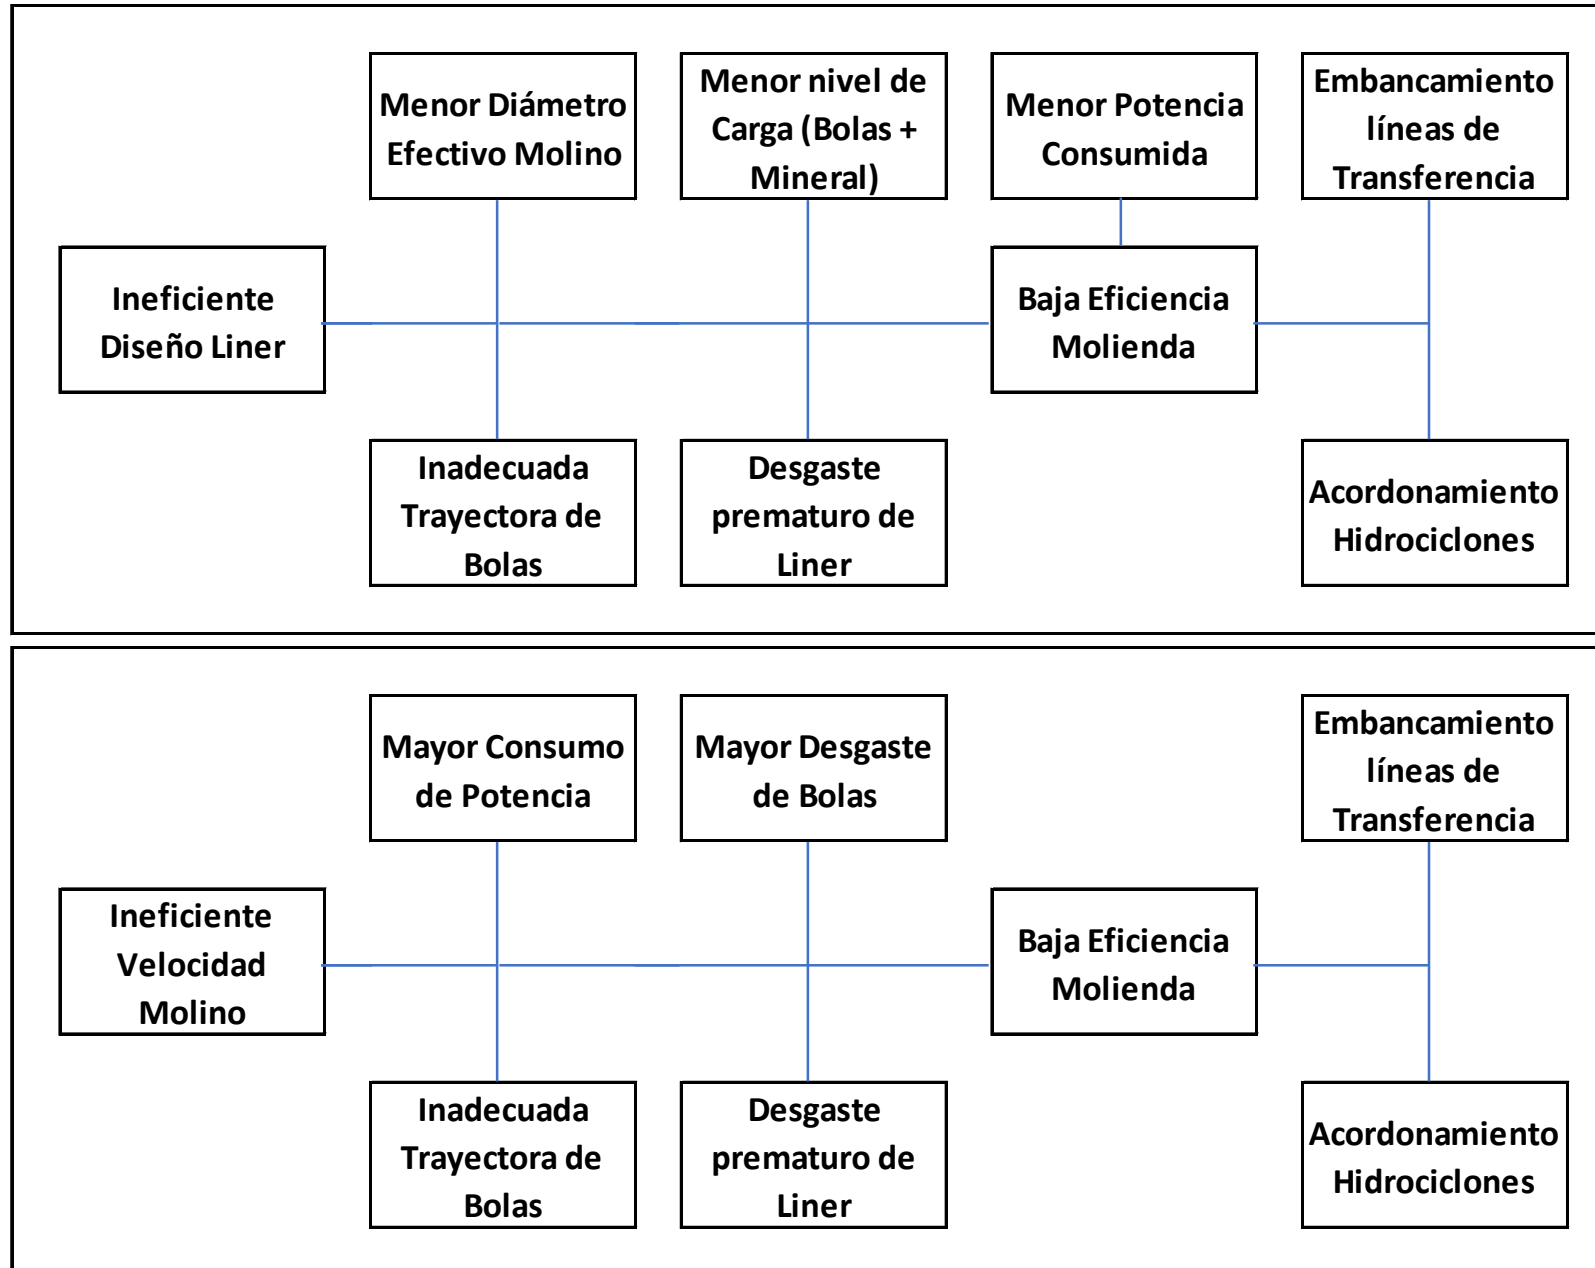 Menor Diámetro
Efectivo Molino
Menor nivel de
Carga (Bolas +
Mineral)
Menor Potencia
Consumida
Embancamiento
líneas de
Transferencia
Ineficiente
Diseño Liner
Baja Eficiencia
Molienda
Inadecuada
Trayectora de
Bolas
Desgaste
prematuro de
Liner
Acordonamiento
Hidrociclones
Mayor Consumo
de Potencia
Mayor Desgaste
de Bolas
Embancamiento
líneas de
Transferencia
Ineficiente
Velocidad
Molino
Baja Eficiencia
Molienda
Inadecuada
Trayectora de
Bolas
Desgaste
prematuro de
Liner
Acordonamiento
Hidrociclones